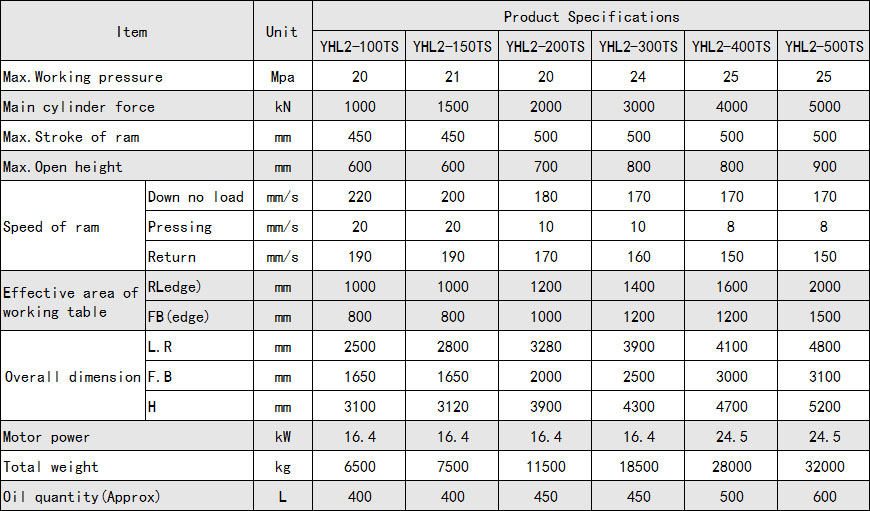 Item Unit Product Specifications
YHL2-100TS YHL2-150TS YHL2-200TS YHL2-300TS YHL2-400TS YHL2-500TS
Max.Working pressure Mpa 20 21 20 24 25 25
Main cylinder force kN 1000 1500 2000 3000 4000 5000
Max.Stroke of ram mm 450 450 500 500 500 500
Max.Open height mm 600 600 700 800 800 900
Speed of ram Down no load mm/s 220 200 180 170 170 170
Pressing mm/s 20 20 10 10 8 8
Return mm/s 190 190 170 160 150 150
Effective area of working table RLedge) mm 1000 1000 1200 1400 1600 2000
FB(edge) mm 800 800 1000 1200 1200 1500
Overall dimension L.R mm 2500 2800 3280 3900 4100 4800
F.B mm 1650 1650 2000 2500 3000 3100
H mm 3100 3120 3900 4300 4700 5200
Motor power kW 16.4 16.4 16.4 16.4 24.5 24.5
Total weight kg 6500 7500 11500 18500 28000 32000
Oil quantity(Approx) L 400 400 450 450 500 600